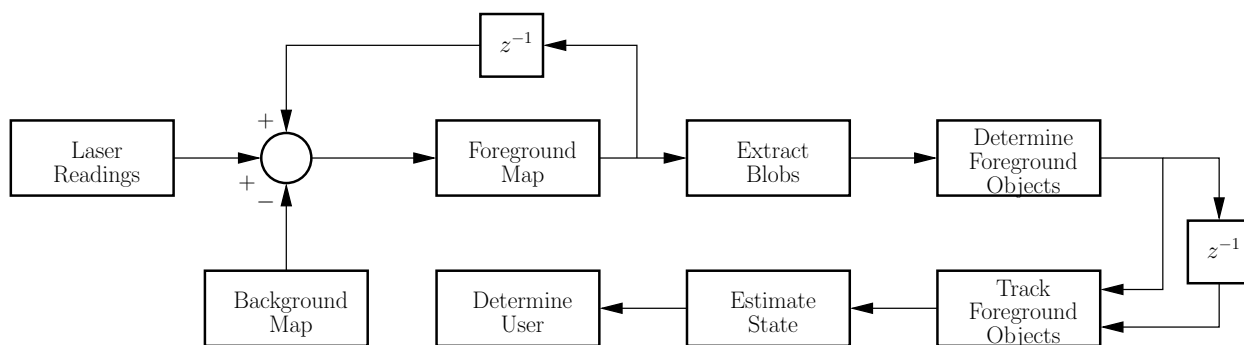 z⁻¹
+
Laser
Readings
+
−
Foreground
Map
Extract
Blobs
Determine
Foreground
Objects
z⁻¹
Background
Map
Determine
User
Estimate
State
Track
Foreground
Objects